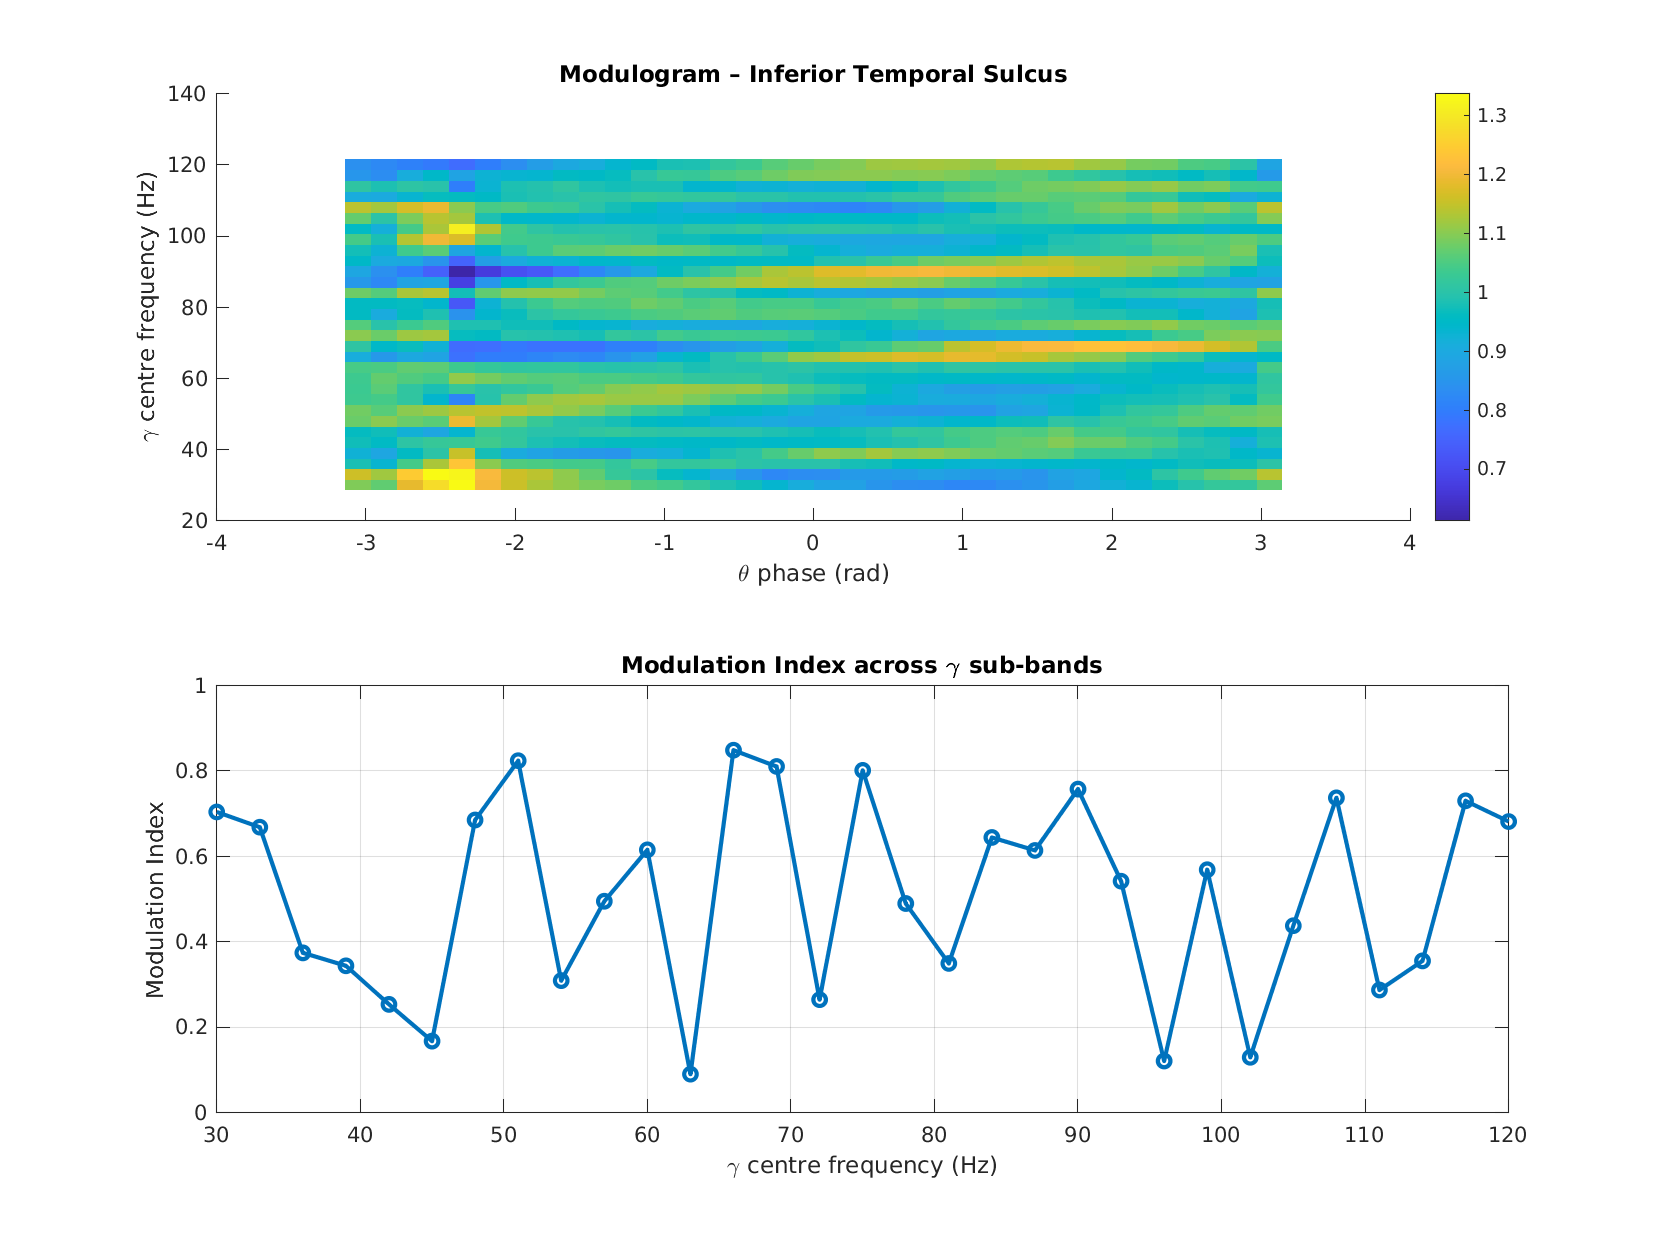 Modulogram – Inferior Temporal Sulcus
140
120
100
80
60
40
20
γ centre frequency (Hz)
-4 -3 -2 -1 0 1 2 3 4
θ phase (rad)
1.3
1.2
1.1
1
0.9
0.8
0.7
Modulation Index across γ sub-bands
1
0.8
0.6
0.4
0.2
0
Modulation Index
30 40 50 60 70 80 90 100 110 120
γ centre frequency (Hz)